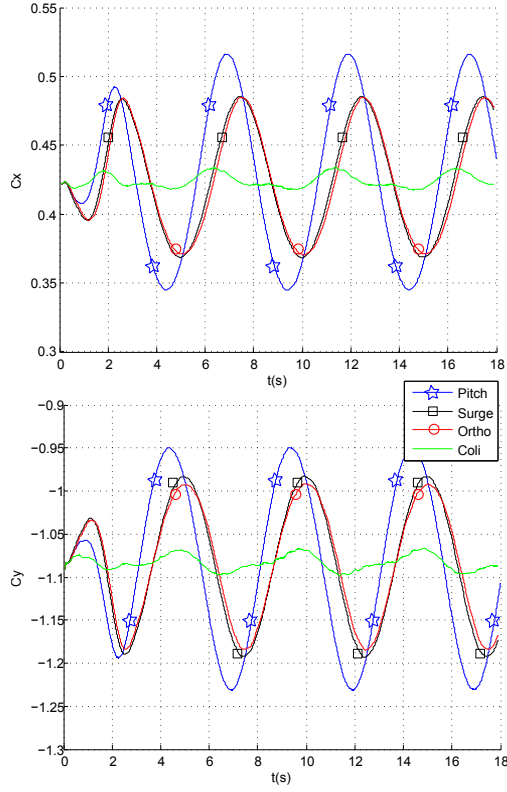 0.55
0.5
0.45
0.4
0.35
0.3
Cx
0 2 4 6 8 10 12 14 16 18
t(s)
Pitch
Surge
Ortho
Coli
−0.9
−0.95
−1
−1.05
−1.1
−1.15
−1.2
−1.25
−1.3
Cy
0 2 4 6 8 10 12 14 16 18
t(s)